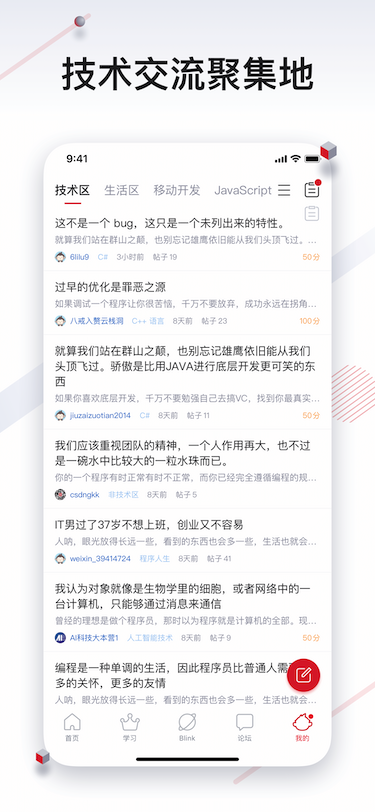 技术交流聚集地
9:41
技术区 生活区 移动开发 JavaScript
这不是一个 bug，这只是一个未列出来的特性。
就算我们站在群山之颠，也别忘记雄鹰依旧能从我们头顶飞过。...
6lilu9 C# 3小时前 帖子 19 50分
过早的优化是罪恶之源
如果调试一个程序让你很苦恼，千万不要放弃，成功永远在拐角...
八戒入赘云栈洞 C++ 语言 8天前 帖子 23 100分
就算我们站在群山之颠，也别忘记雄鹰依旧能从我们
头顶飞过。骄傲是比用JAVA进行底层开发更可笑的东
西
如果你喜欢底层开发，千万不要勉强自己去搞VC，找到你最真实...
jiuzaizuotian2014 C# 8天前 帖子 11 50分
我们应该重视团队的精神，一个人作用再大，也不过
是一碗水中比较大的一粒水珠而已。
你的一个程序有时正常有时不正常，而你已经完全遵循编程的规...
csdngkk 非技术区 8天前 帖子 5
IT男过了37岁不想上班，创业又不容易
人呐，眼光放得长远一些，看到的东西也会多一些，生活也就会...
weixin_39414724 程序人生 8天前 帖子 41
我认为对象就像是生物学里的细胞，或者网络中的一
台计算机，只能够通过消息来通信
曾经的理想是做个程序员，那时以为程序就是计算机的全部。现...
AI科技大本营1 人工智能技术 8天前 帖子 9 50分
编程是一种单调的生活，因此程序员比普通人需
多的关怀，更多的友情
人呐，眼光放得长远一些，看到的东西也会多一些，生活也就会...
首页 学习 Blink 论坛 我的